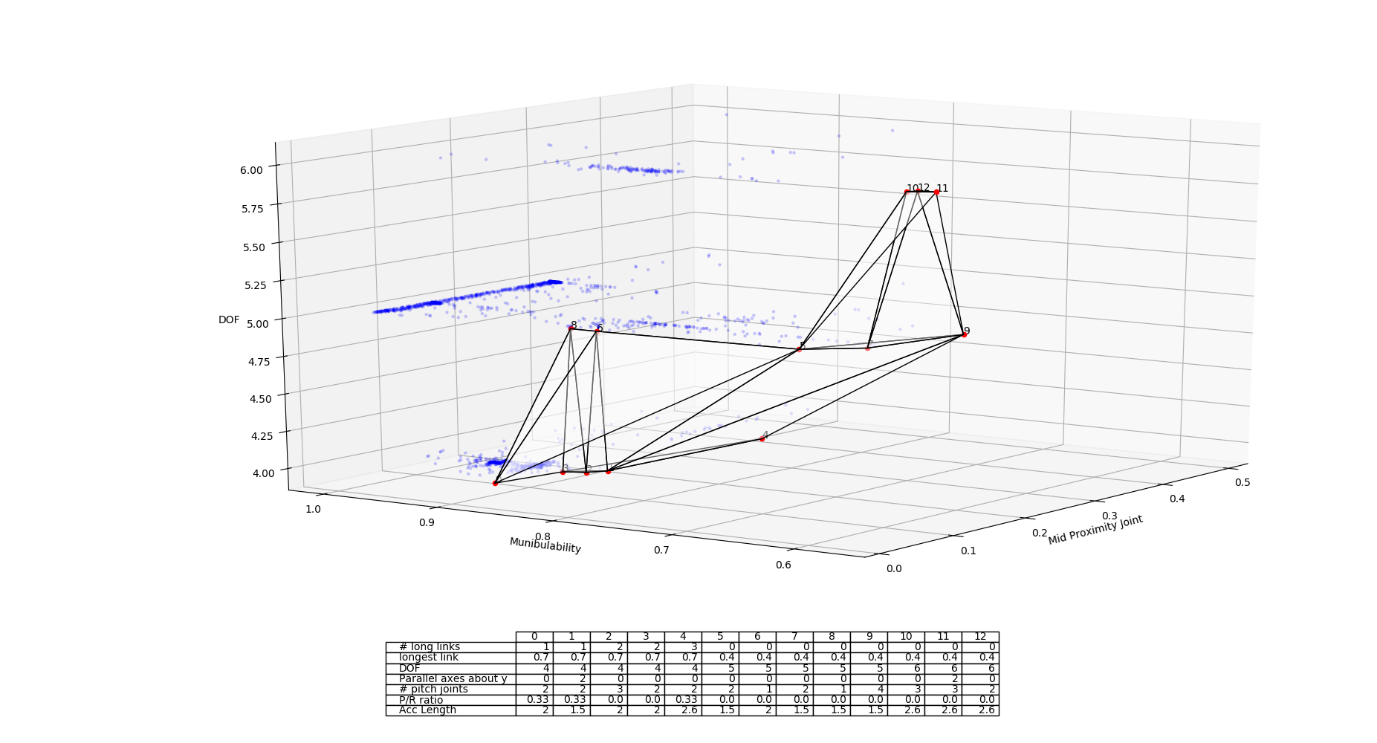 6.00
5.75
5.50
5.25
5.00
4.75
4.50
4.25
4.00
DOF
10 12 11
8 6
5 9
4
3 2
1.0
0.9
0.8
0.7
0.6
Munibulability
0.0
0.1
0.2
0.3
0.4
0.5
Mid Proximity Joint
0 1 2 3 4 5 6 7 8 9 10 11 12
# long links 1 1 2 2 3 0 0 0 0 0 0 0 0
longest link 0.7 0.7 0.7 0.7 0.7 0.4 0.4 0.4 0.4 0.4 0.4 0.4 0.4
DOF 4 4 4 4 4 5 5 5 5 5 6 6 6
Parallel axes about y 0 2 0 0 0 0 0 0 0 0 0 2 0
# pitch joints 2 2 3 2 2 2 1 2 1 4 3 3 2
P/R ratio 0.33 0.33 0.0 0.0 0.33 0.0 0.0 0.0 0.0 0.0 0.0 0.0 0.0
Acc Length 2 1.5 2 2 2.6 1.5 2 1.5 1.5 1.5 2.6 2.6 2.6